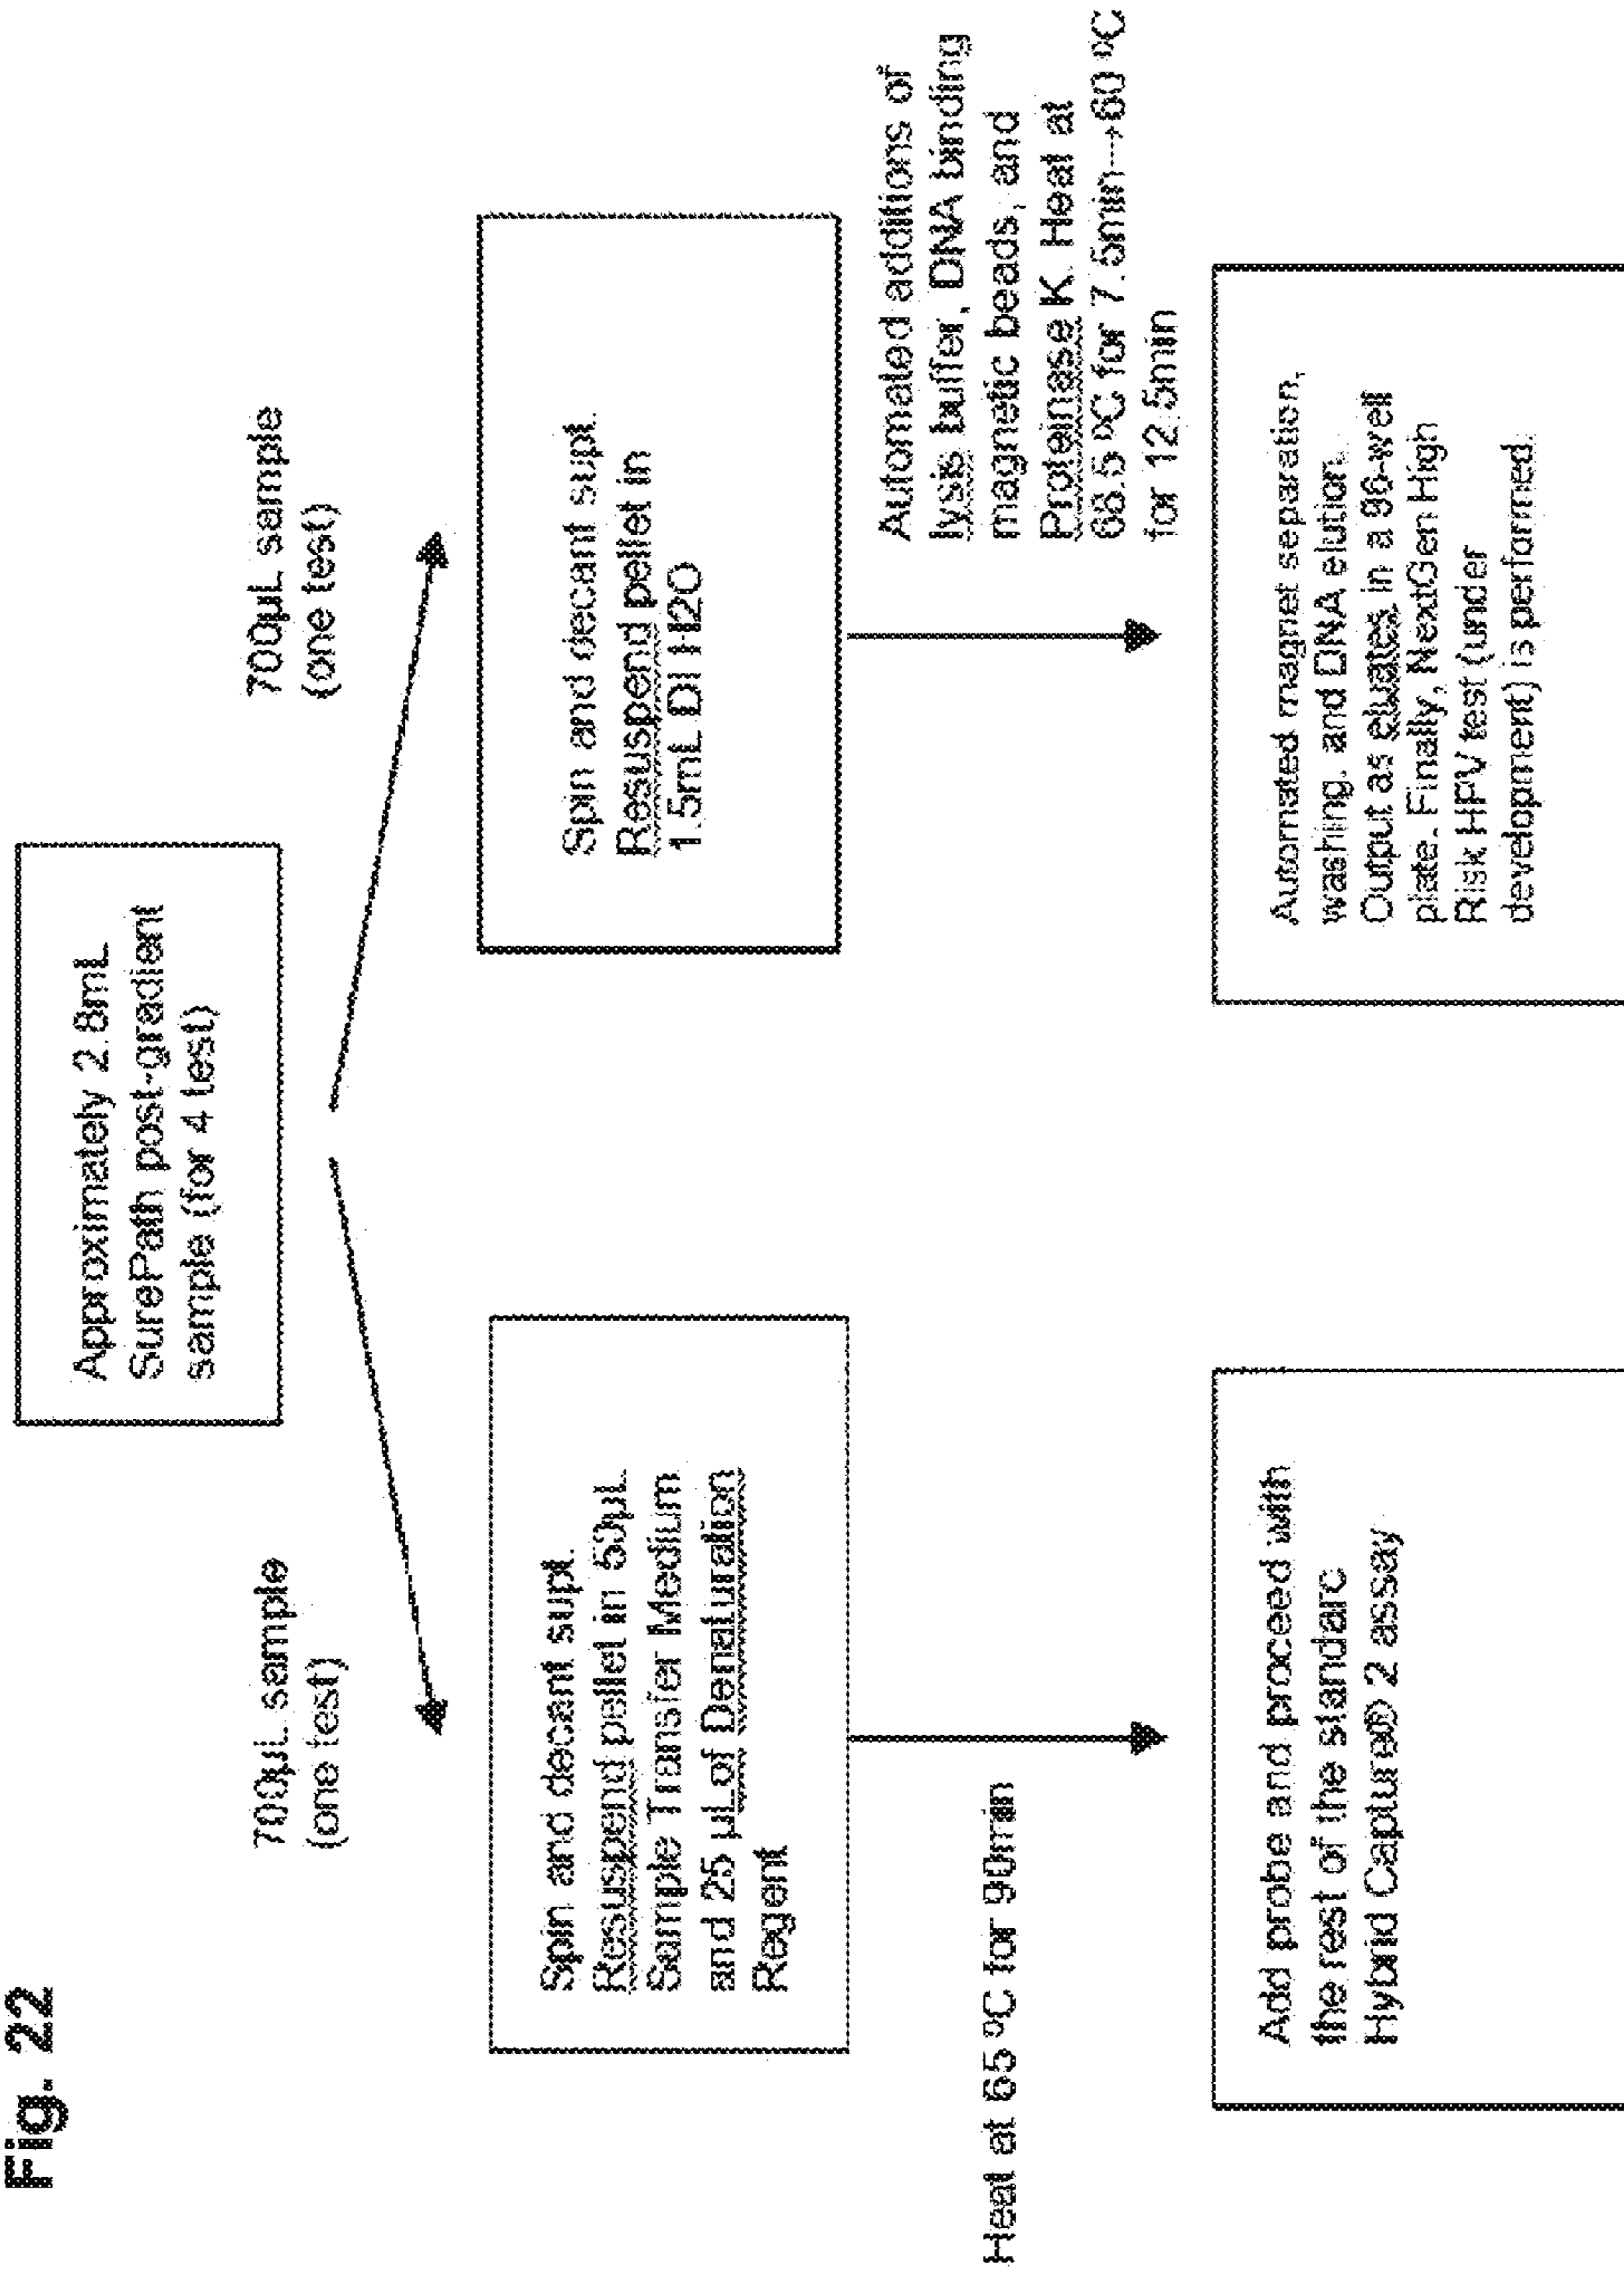 Fig. 22
Approximately 2.8mL
SurePath post-gradient
sample (for 4 test)
700µL sample
(one test)
700µL sample
(one test)
Spin and decant supt.
Resuspend pellet in 50µL
Sample Transfer Medium
and 25 µLof Denaturation
Regent
Spin and decant supt.
Resuspend pellet in
1.5mL DI H2O
Heat at 65 ºC for 90min
Automated additions of
lysis buffer, DNA binding
magnetic beads, and
Proteinase K. Heat at
68.5 ºC for 7.5min→60 ºC
for 12.5min
Add probe and proceed with
the rest of the standarc
Hybrid Capture® 2 assay
Automated magnet separation,
washing, and DNA elution.
Output as eluates in a 96-well
plate. Finally, NextGen High
Risk HPV test (under
development) is performed.